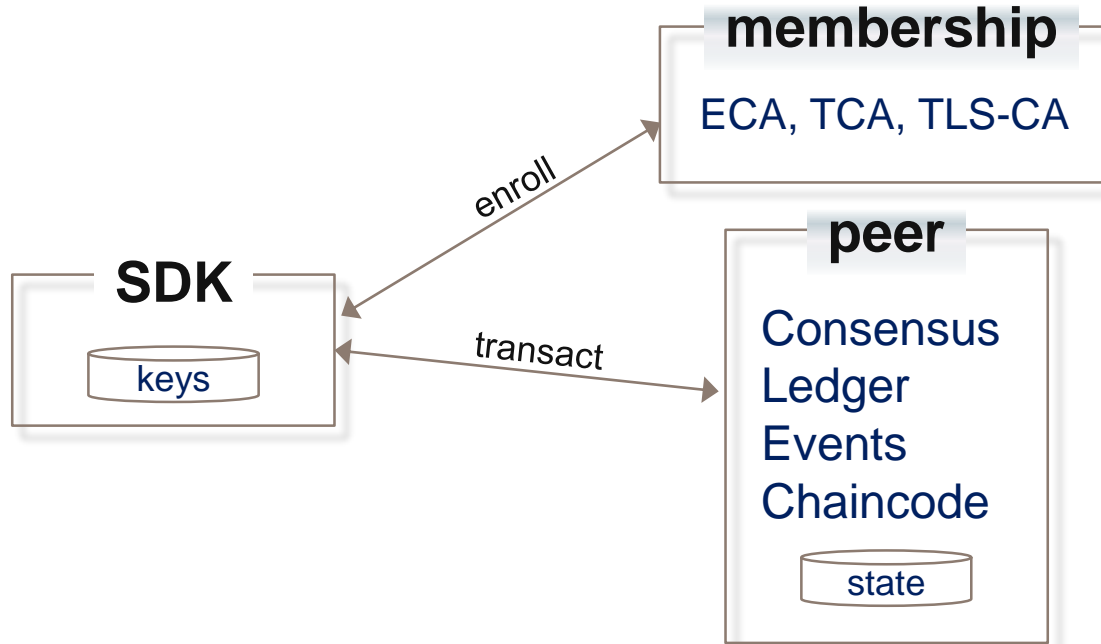 membership
ECA, TCA, TLS-CA
enroll
peer
SDK
keys
transact
Consensus
Ledger
Events
Chaincode
state